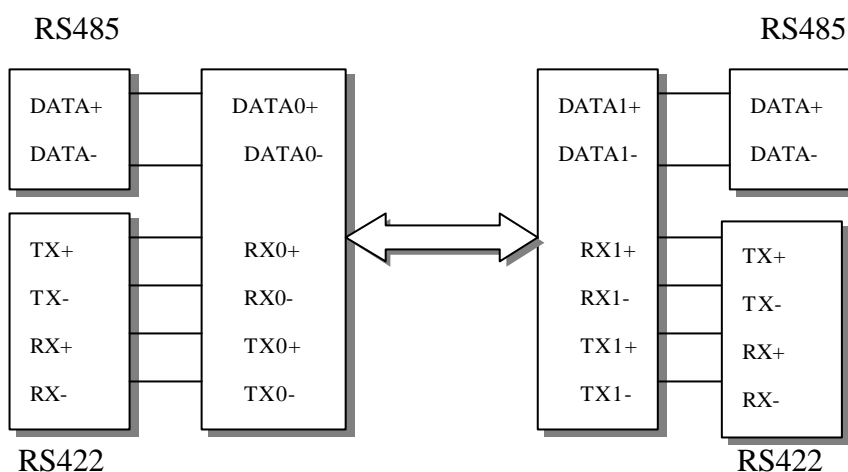 RS485
RS485
DATA+
DATA-
DATA0+
DATA0-
DATA1+
DATA1-
DATA+
DATA-
TX+
TX-
RX+
RX-
RX0+
RX0-
TX0+
TX0-
RX1+
RX1-
TX1+
TX1-
TX+
TX-
RX+
RX-
RS422
RS422